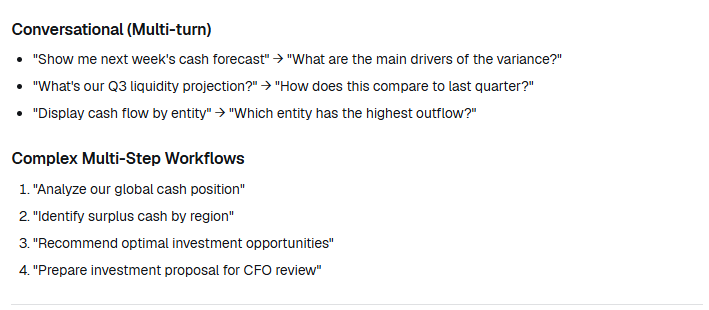 Conversational (Multi-turn)
• "Show me next week's cash forecast" → "What are the main drivers of the variance?"
• "What's our Q3 liquidity projection?" → "How does this compare to last quarter?"
• "Display cash flow by entity" → "Which entity has the highest outflow?"
Complex Multi-Step Workflows
1. "Analyze our global cash position"
2. "Identify surplus cash by region"
3. "Recommend optimal investment opportunities"
4. "Prepare investment proposal for CFO review"